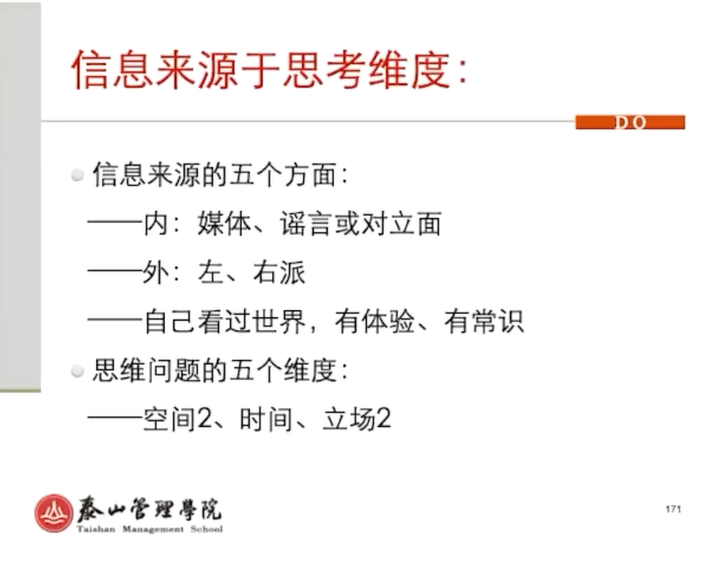 信息来源于思考维度：
DO
信息来源的五个方面：
——内：媒体、谣言或对立面
——外：左、右派
——自己看过世界，有体验、有常识
思维问题的五个维度：
——空间2、时间、立场2
泰山管理學院
Taishan Management School
171